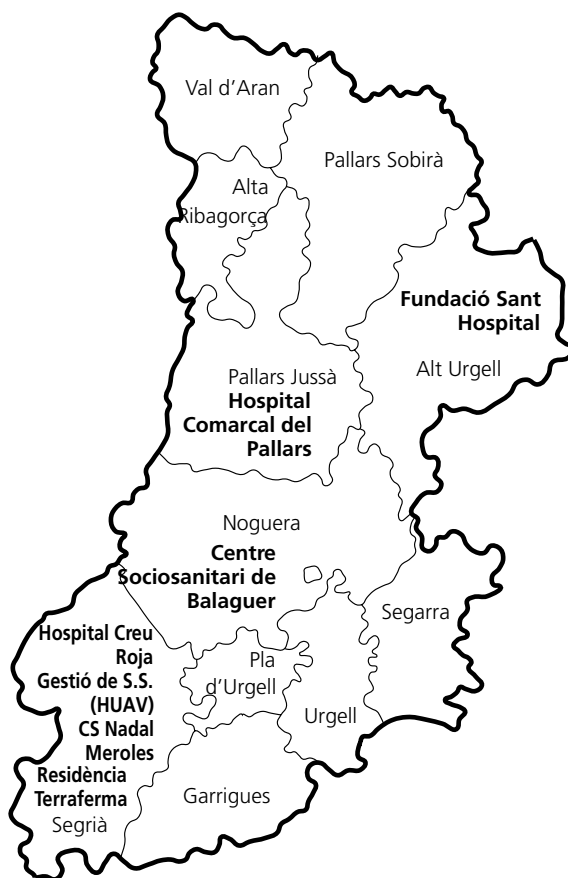 Val d'Aran
Pallars Sobirà
Alta
Ribagorça
Fundació Sant
Hospital
Alt Urgell
Pallars Jussà
Hospital
Comarcal del
Pallars
Noguera
Centre
Sociosanitari de
Balaguer
Segarra
Hospital Creu
Roja
Gestió de S.S.
(HUAV)
CS Nadal
Meroles
Residència
Terraferma
Segrià
Pla
d'Urgell
Urgell
Garrigues